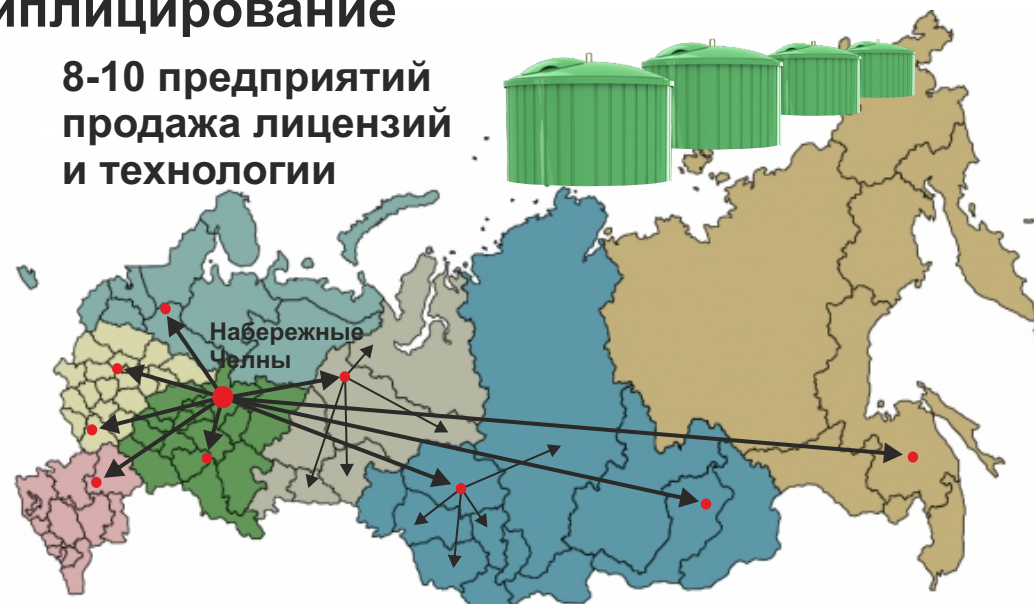 иплицирование
8-10 предприятий
продажа лицензий
и технологии
Набережные
Челны